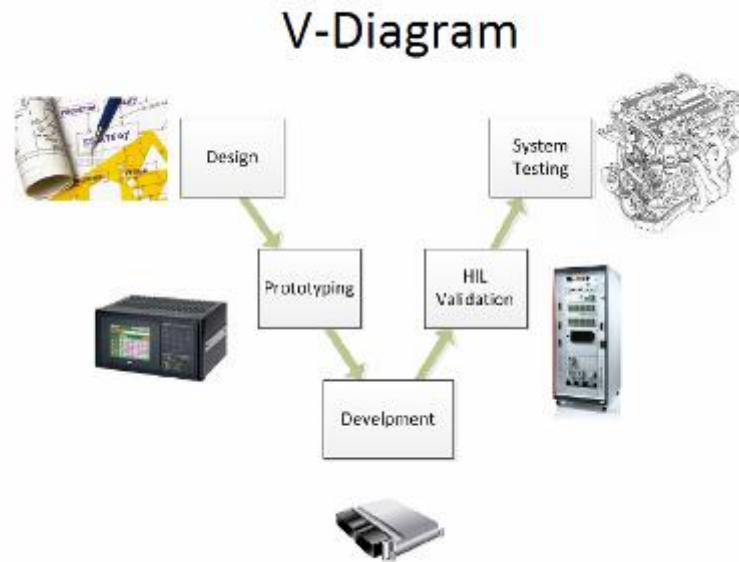 V-Diagram
Design
System
Testing
Prototyping
HIL
Validation
Develpment